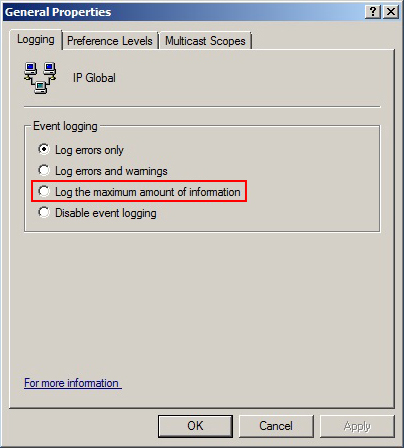 General Properties
Logging Preference Levels Multicast Scopes
IP Global
Event logging
Log errors only
Log errors and warnings
Log the maximum amount of information
Disable event logging
For more information
OK Cancel Apply